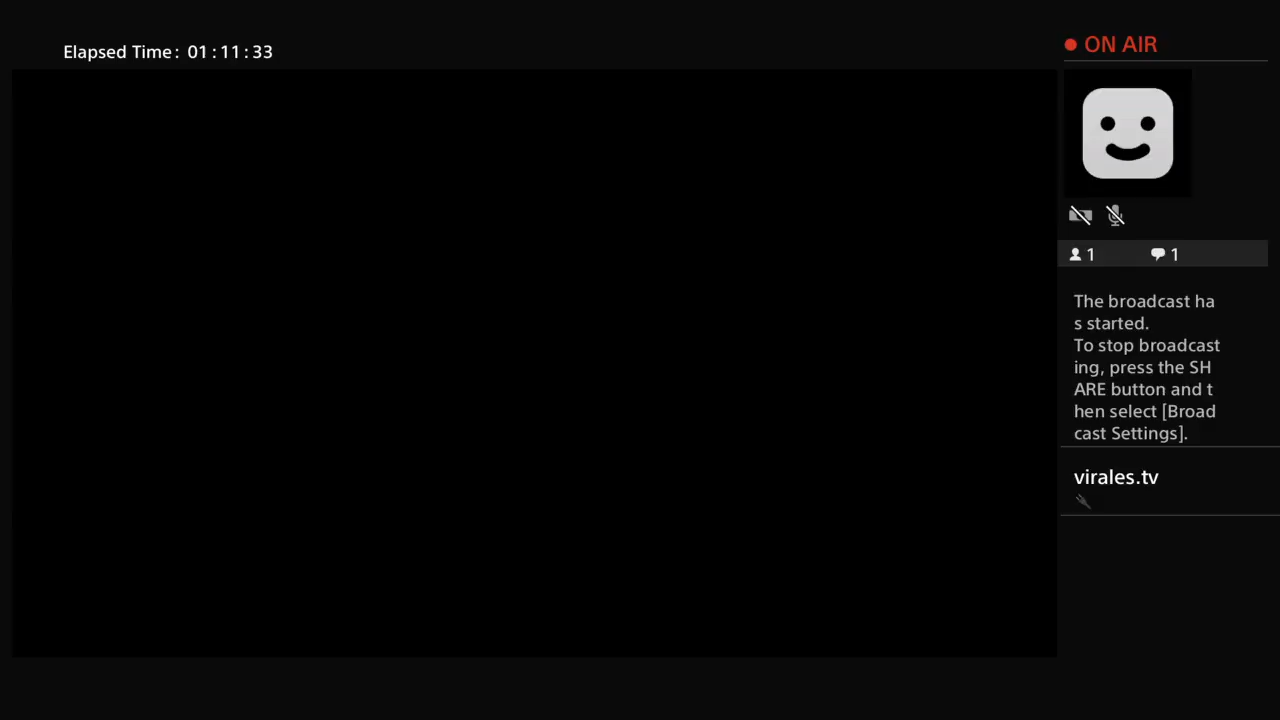 Elapsed Time: 01:11:33
ON AIR
1
1
The broadcast ha
s started.
To stop broadcast
ing, press the SH
ARE button and t
hen select [Broad
cast Settings].
virales.tv